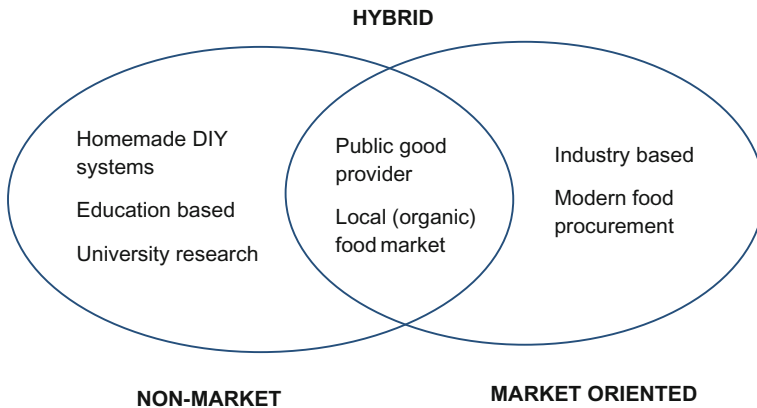 HYBRID
Homemade DIY
systems
Education based
University research
Public good
provider
Local (organic)
food market
Industry based
Modern food
procurement
NON-MARKET
MARKET ORIENTED